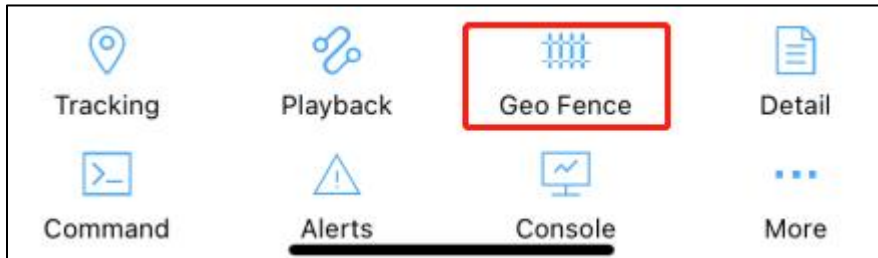 Tracking Playback Geo Fence Detail
Command Alerts Console More